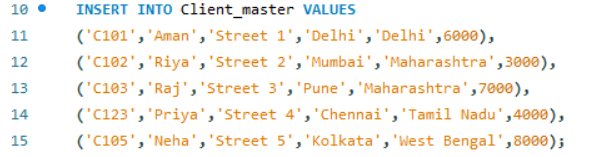 10 INSERT INTO Client_master VALUES
11 ('C101','Aman','Street 1','Delhi','Delhi',6000),
12 ('C102','Riya','Street 2','Mumbai','Maharashtra',3000),
13 ('C103','Raj','Street 3','Pune','Maharashtra',7000),
14 ('C123','Priya','Street 4','Chennai','Tamil Nadu',4000),
15 ('C105','Neha','Street 5','Kolkata','West Bengal',8000);